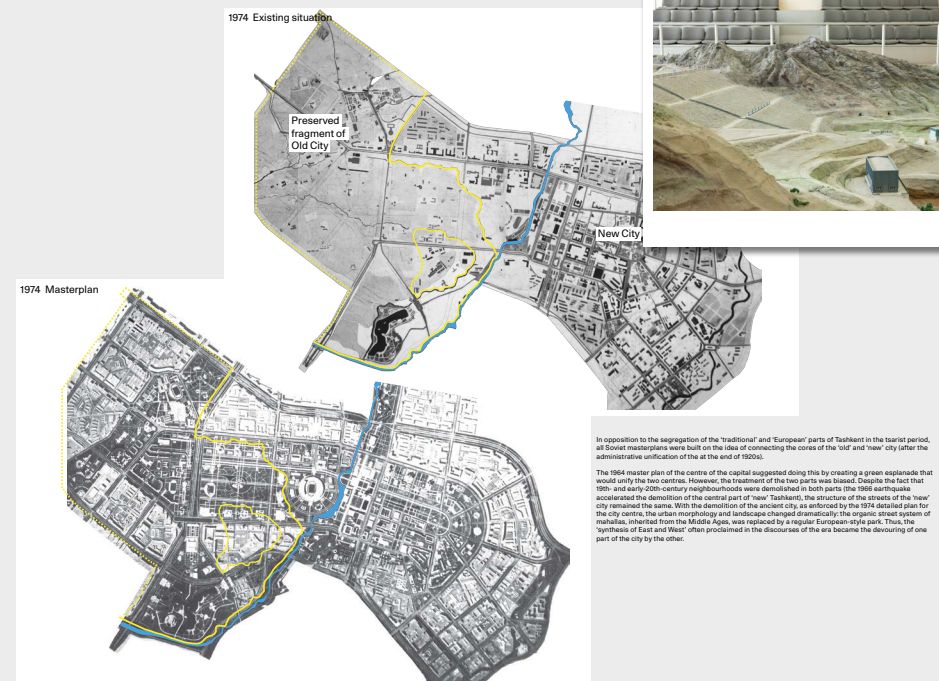 1974 Existing situation
Preserved
fragment of
Old City
New City
1974 Masterplan
In opposition to the segregation of the 'traditional' and 'European' parts of Tashkent in the tsarist period,
all Soviet masterplans were built on the idea of connecting the cores of the 'old' and 'new' city (after the
administrative unification of the at the end of 1920s).
The 1964 master plan of the centre of the capital suggested doing this by creating a green esplanade that
would unify the two centres. However, the treatment of the two parts was biased. Despite the fact that
19th- and early-20th-century neighbourhoods were demolished in both parts (the 1966 earthquake
accelerated the demolition of the central part of 'new' Tashkent), the structure of the streets of the 'new'
city remained the same. With the demolition of the ancient city, as enforced by the 1974 detailed plan for
the city centre, the urban morphology and landscape changed dramatically: the organic street system of
mahallas, inherited from the Middle Ages, was replaced by a regular European-style park. Thus, the
'synthesis of East and West' often proclaimed in the discourses of the era became the devouring of one
part of the city by the other.